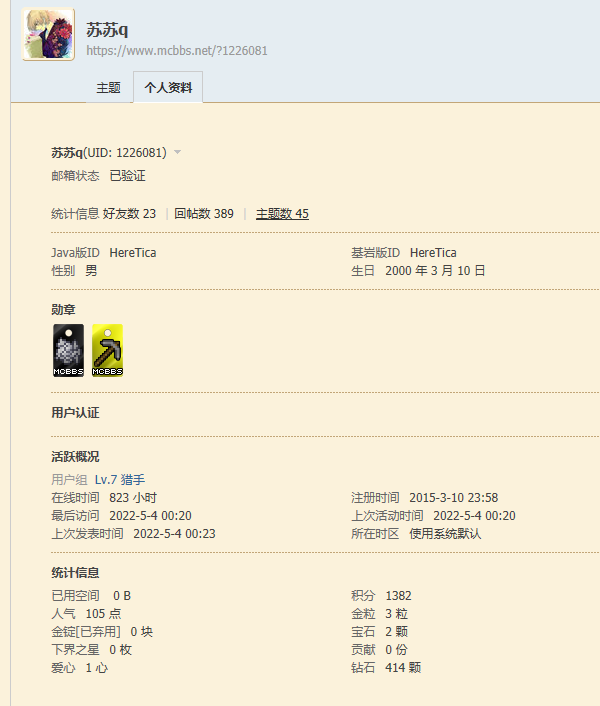 苏苏q
https://www.mcbbs.net/?1226081
主题 个人资料
苏苏q(UID: 1226081)
邮箱状态 已验证
统计信息 好友数 23 | 回帖数 389 | 主题数 45
Java版ID HereTica 基岩版ID HereTica
性别 男 生日 2000 年 3 月 10 日
勋章
MCBBS MCBBS
用户认证
活跃概况
用户组 Lv.7 猎手
在线时间 823 小时 注册时间 2015-3-10 23:58
最后访问 2022-5-4 00:20 上次活动时间 2022-5-4 00:20
上次发表时间 2022-5-4 00:23 所在时区 使用系统默认
统计信息
已用空间 0 B 积分 1382
人气 105 点 金粒 3 粒
金锭[已弃用] 0 块 宝石 2 颗
下界之星 0 枚 贡献 0 份
爱心 1 心 钻石 414 颗